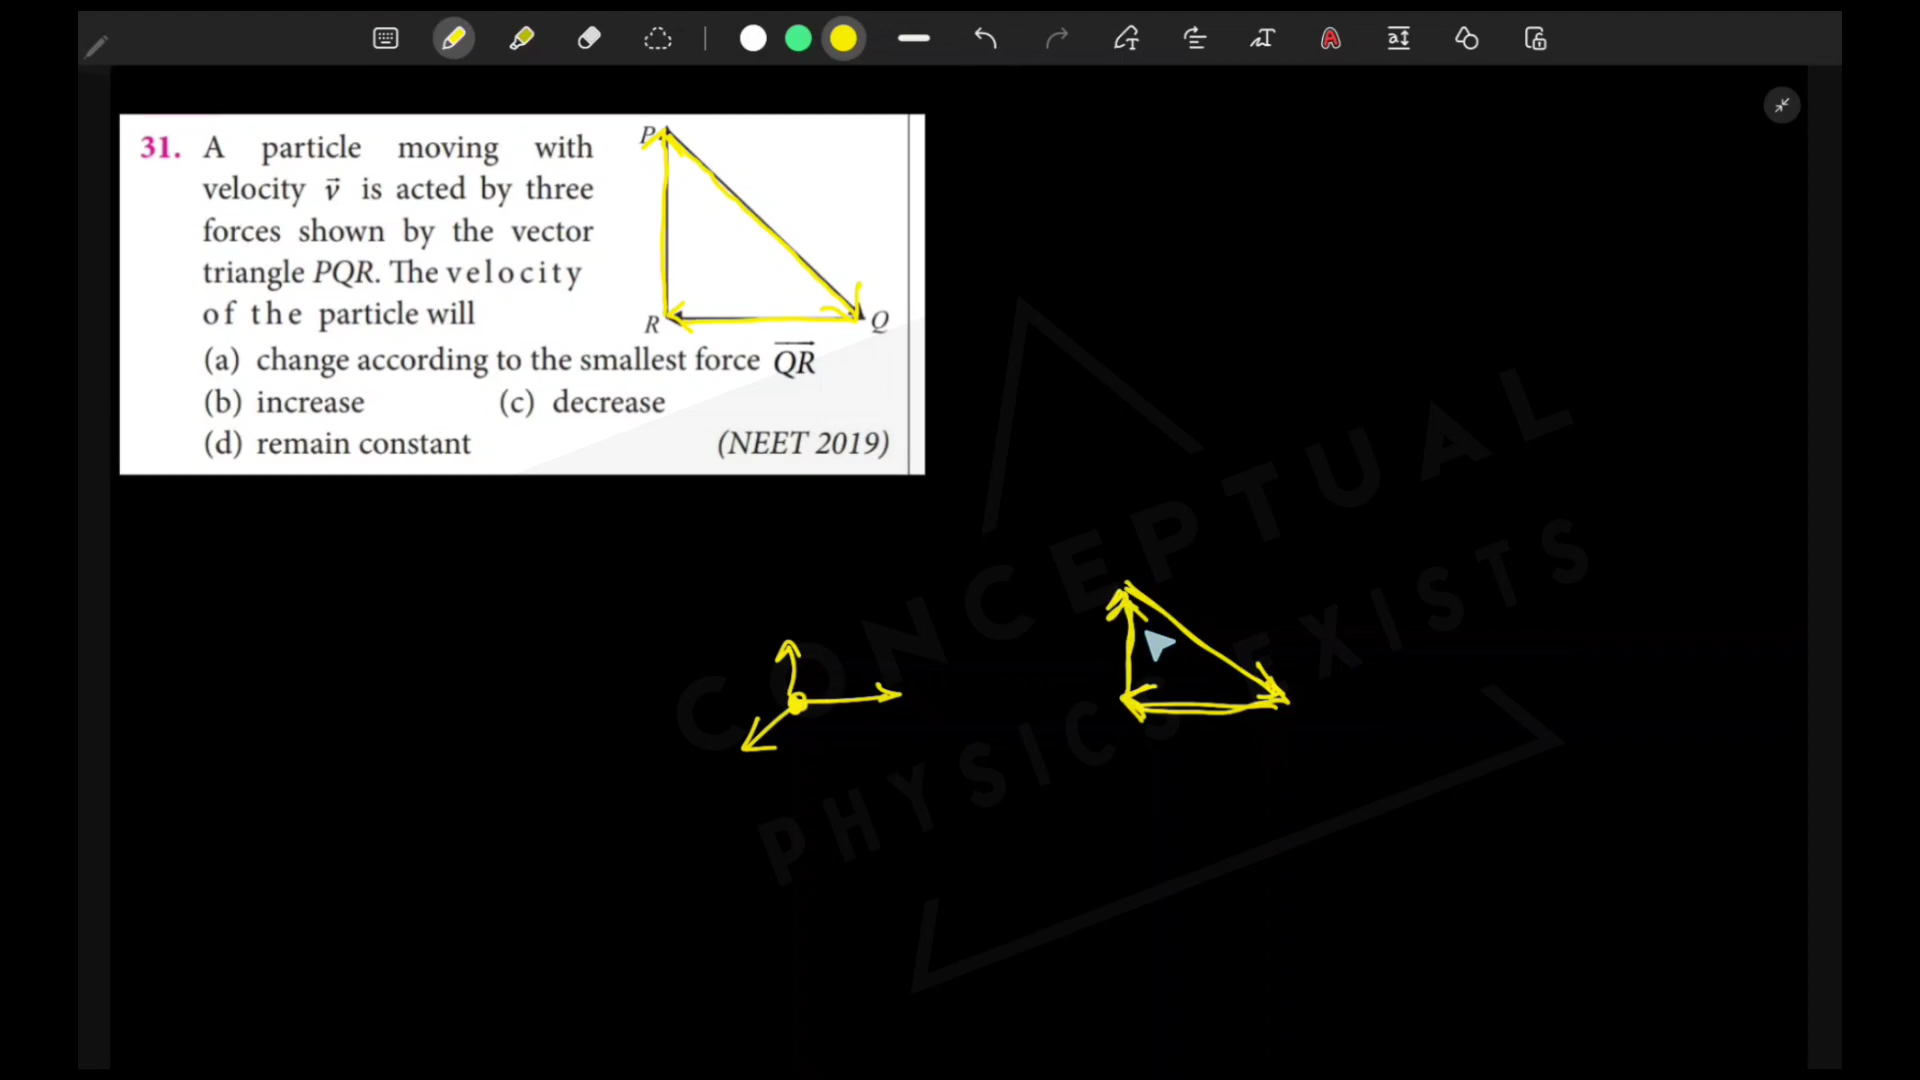 31. A particle moving with
velocity v⃗ is acted by three
forces shown by the vector
triangle PQR. The velocity
of the particle will
(a) change according to the smallest force QR⃗
(b) increase (c) decrease
(d) remain constant (NEET 2019)
P
R
Q
CONCEPTUAL
PHYSICS EXISTS